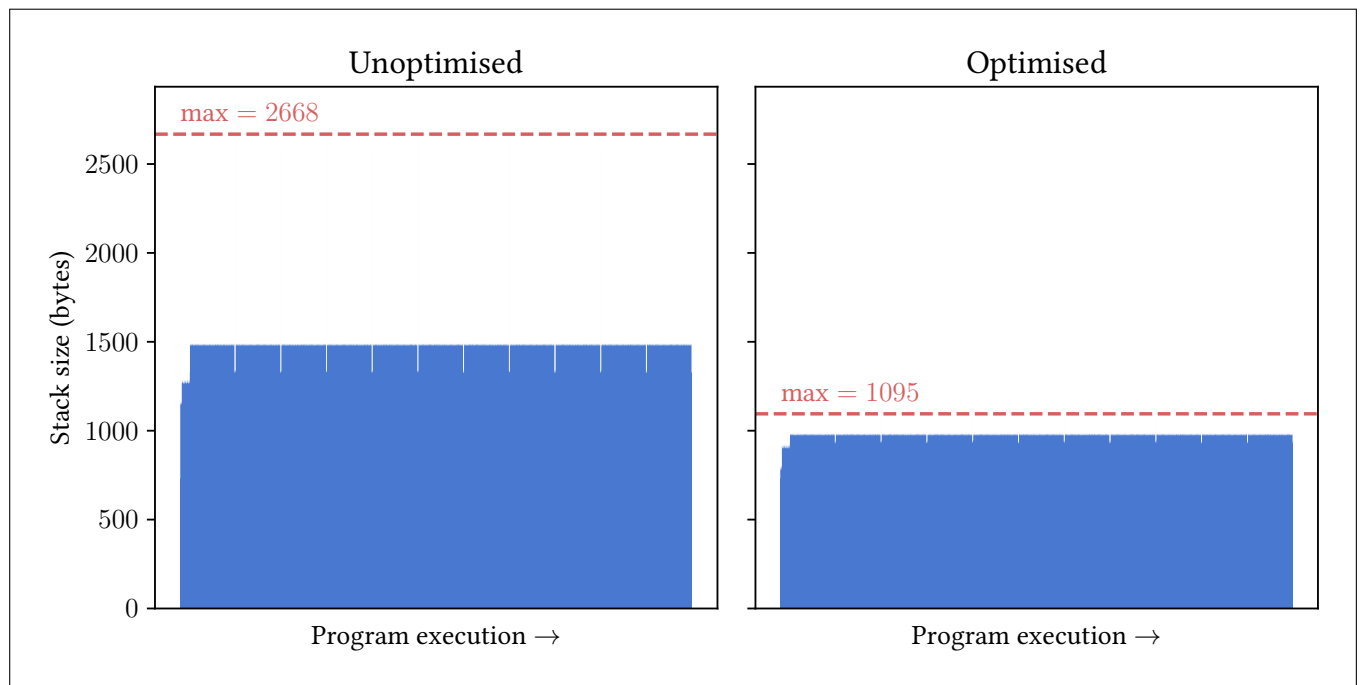 Unoptimised
max = 2668
2500
2000
1500
1000
500
0
Stack size (bytes)
Program execution →
Optimised
max = 1095
Program execution →